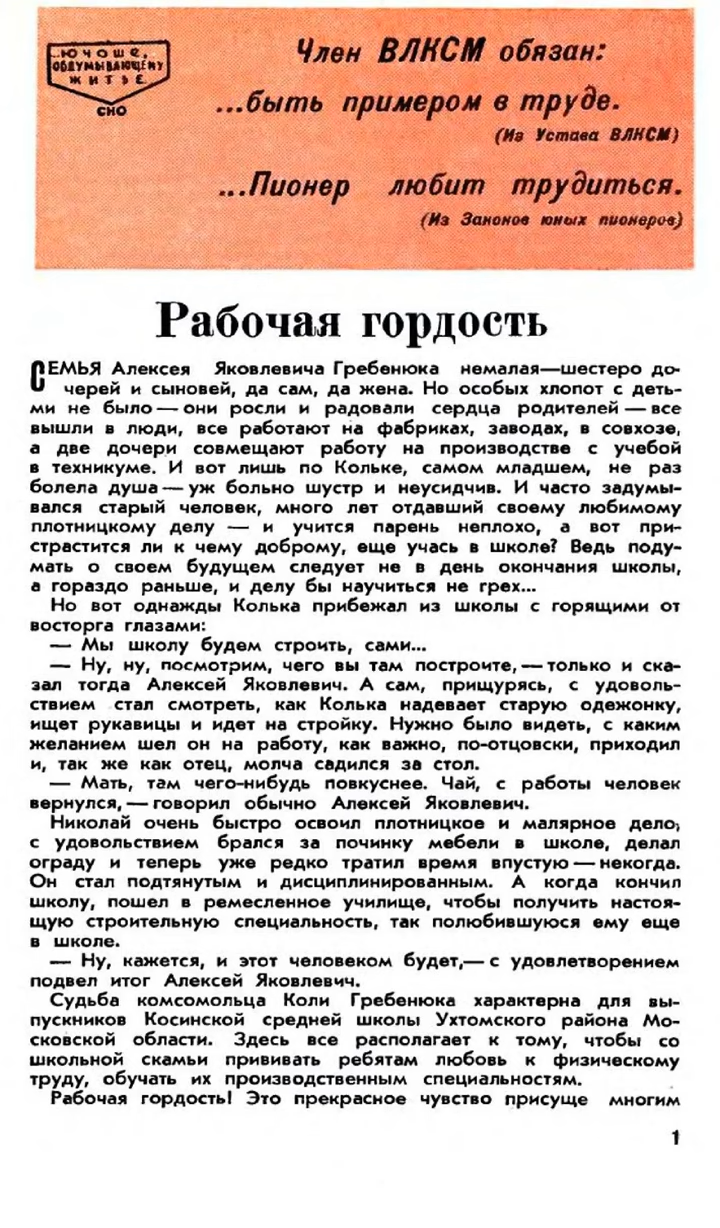 ...ЮНОШЕ,
ОБДУМЫВАЮЩЕМУ
ЖИТЬЕ
СНО
Член ВЛКСМ обязан:
...быть примером в труде.
(Из Устава ВЛКСМ)
...Пионер любит трудиться.
(Из Законов юных пионеров)
Рабочая гордость
СЕМЬЯ Алексея Яковлевича Гребенюка немалая—шестеро до-
черей и сыновей, да сам, да жена. Но особых хлопот с деть-
ми не было — они росли и радовали сердца родителей — все
вышли в люди, все работают на фабриках, заводах, в совхозе,
а две дочери совмещают работу на производстве с учебой
в техникуме. И вот лишь по Кольке, самом младшем, не раз
болела душа — уж больно шустр и неусидчив. И часто задумы-
вался старый человек, много лет отдавший своему любимому
плотницкому делу — и учится парень неплохо, а вот при-
страстится ли к чему доброму, еще учась в школе? Ведь поду-
мать о своем будущем следует не в день окончания школы,
а гораздо раньше, и делу бы научиться не грех...
Но вот однажды Колька прибежал из школы с горящими от
восторга глазами:
— Мы школу будем строить, сами...
— Ну, ну, посмотрим, чего вы там построите, — только и ска-
зал тогда Алексей Яковлевич. А сам, прищурясь, с удоволь-
ствием стал смотреть, как Колька надевает старую одежонку,
ищет рукавицы и идет на стройку. Нужно было видеть, с каким
желанием шел он на работу, как важно, по-отцовски, приходил
и, так же как отец, молча садился за стол.
— Мать, там чего-нибудь повкуснее. Чай, с работы человек
вернулся, — говорил обычно Алексей Яковлевич.
Николай очень быстро освоил плотницкое и малярное дело,
с удовольствием брался за починку мебели в школе, делал
ограду и теперь уже редко тратил время впустую — некогда.
Он стал подтянутым и дисциплинированным. А когда кончил
школу, пошел в ремесленное училище, чтобы получить настоя-
щую строительную специальность, так полюбившуюся ему еще
в школе.
— Ну, кажется, и этот человеком будет,— с удовлетворением
подвел итог Алексей Яковлевич.
Судьба комсомольца Коли Гребенюка характерна для вы-
пускников Косинской средней школы Ухтомского района Мо-
сковской области. Здесь все располагает к тому, чтобы со
школьной скамьи прививать ребятам любовь к физическому
труду, обучать их производственным специальностям.
Рабочая гордость! Это прекрасное чувство присуще многим
1